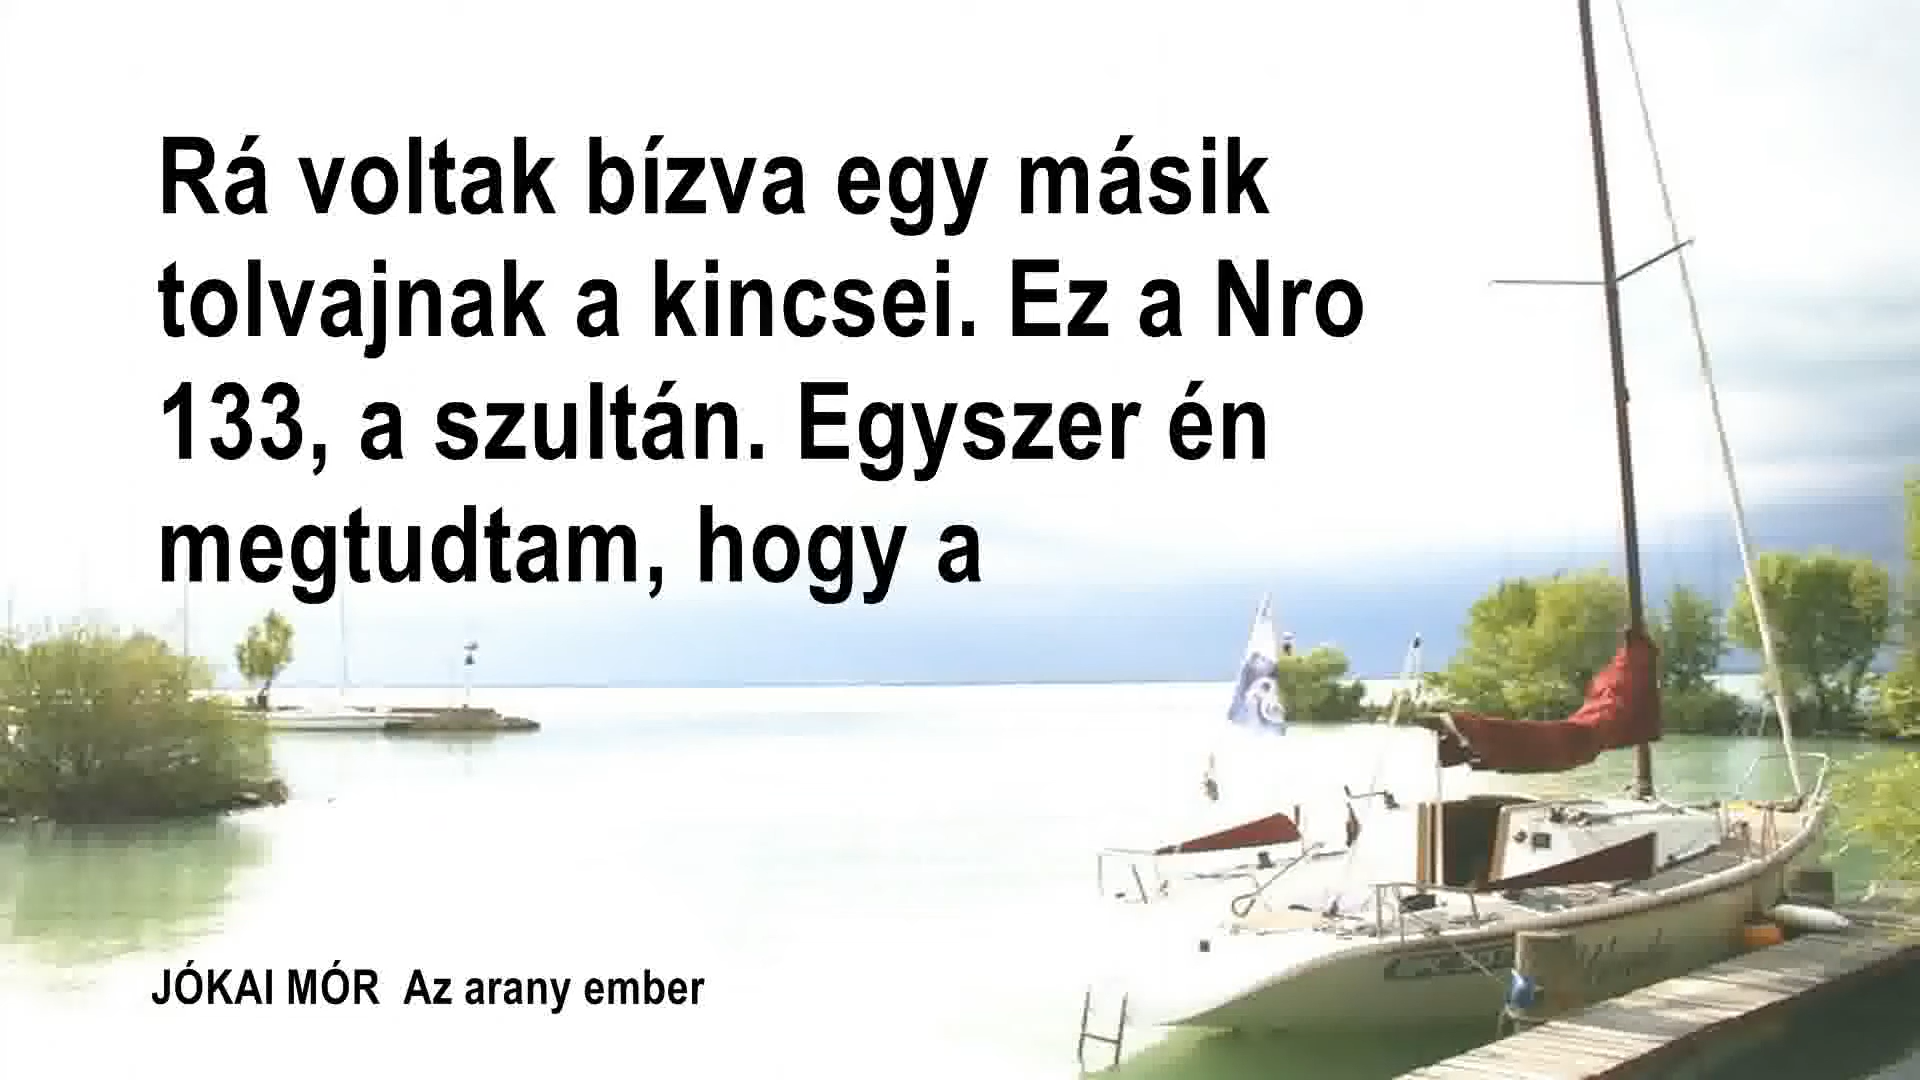 Rá voltak bízva egy másik
tolvajnak a kincsei. Ez a Nro
133, a szultán. Egyszer én
megtudtam, hogy a
JÓKAI MÓR Az arany ember